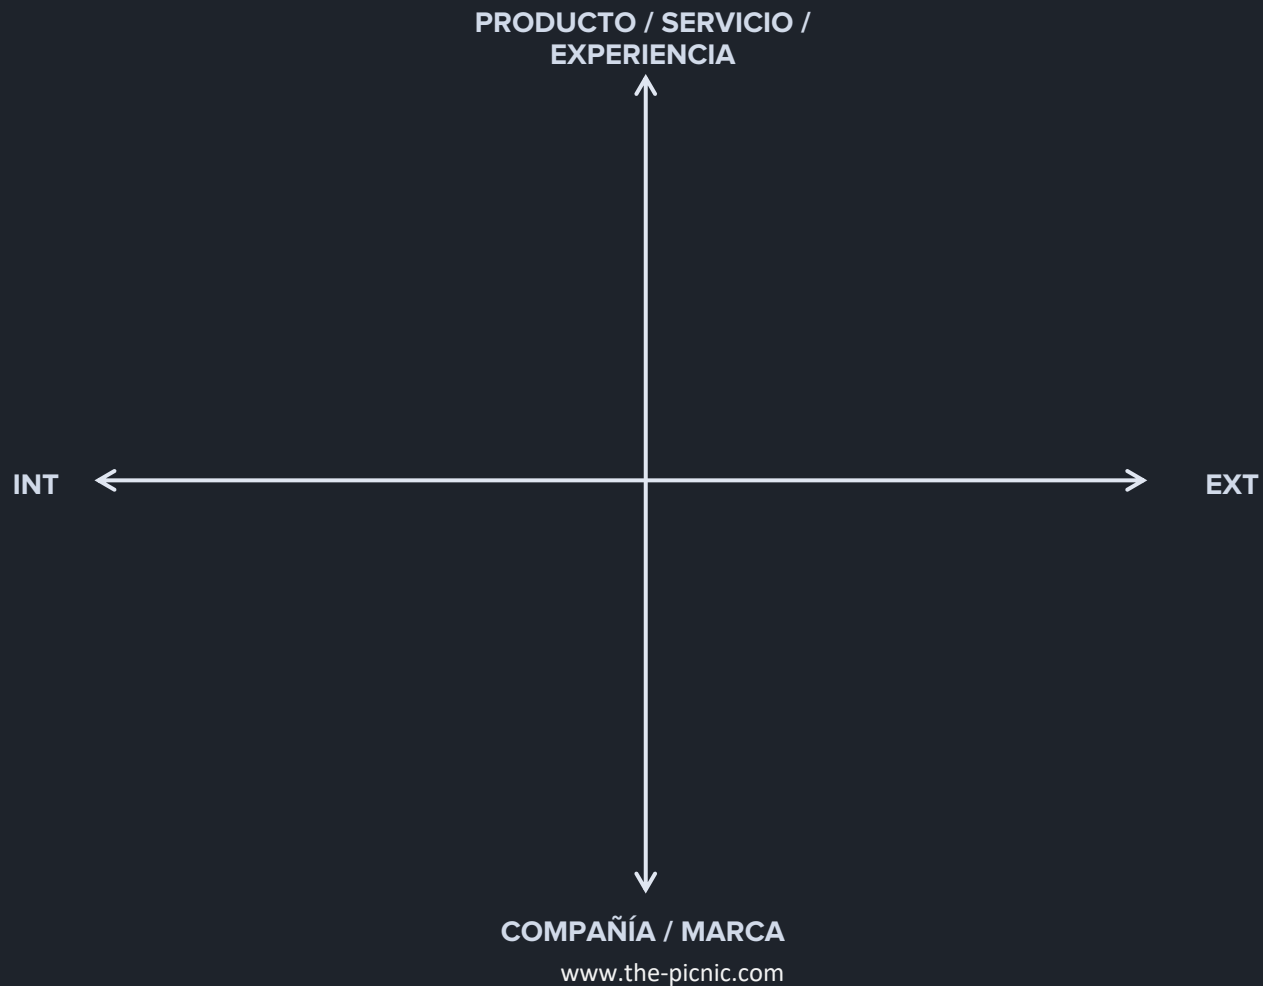 PRODUCTO / SERVICIO /
EXPERIENCIA
INT
EXT
COMPAÑÍA / MARCA
www.the-picnic.com